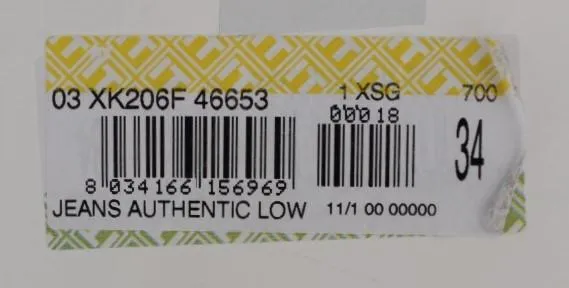 03 XK206F 46653 1 XSG 700
00018
34
8 034166 156969
JEANS AUTHENTIC LOW 11/1 00 00000